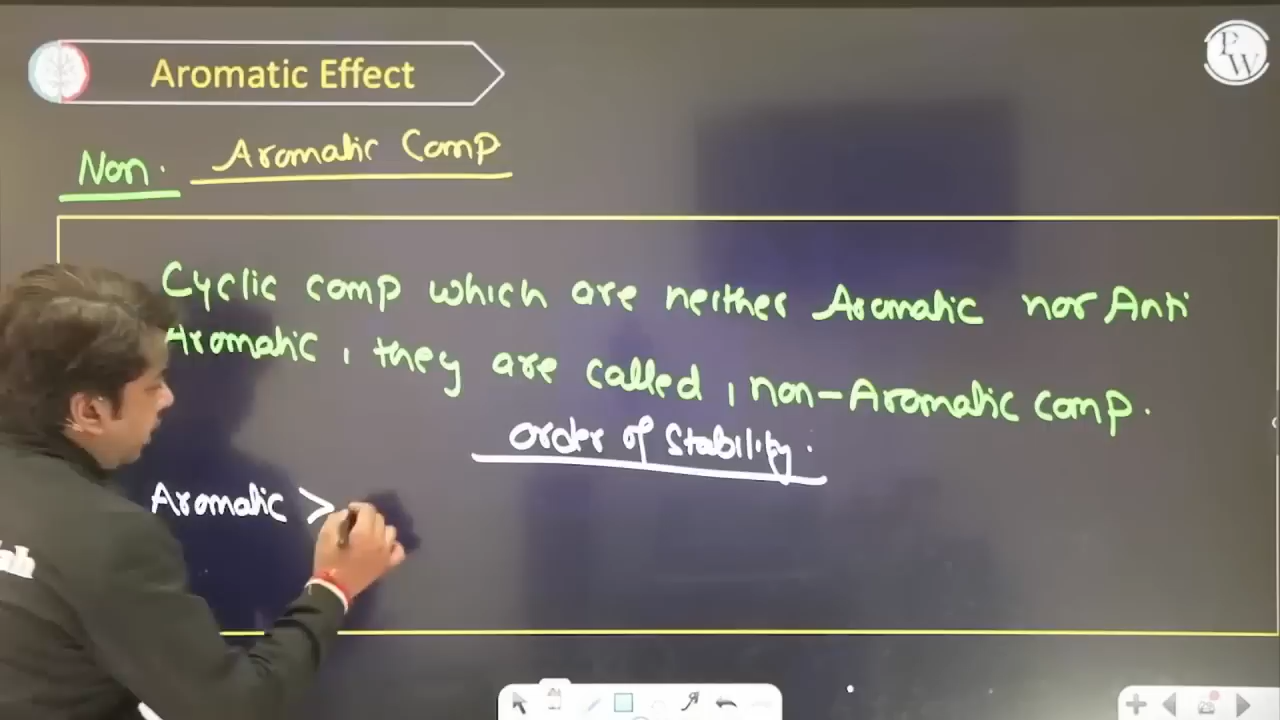 Aromatic Effect
PW
Non. Aromatic Comp
Cyclic comp which are neither Aromatic nor Anti
Aromatic, they are called, non-Aromatic comp.
order of stability.
Aromatic >